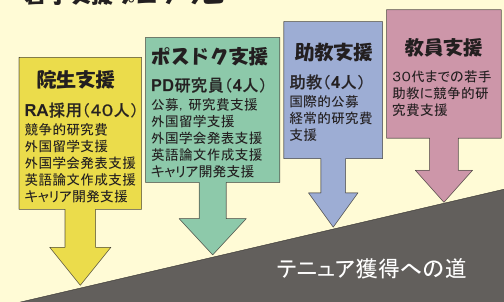 院生支援
RA採用(40人)
競争的研究費
外国留学支援
外国学会発表支援
英語論文作成支援
キャリア開発支援
ポスドク支援
PD研究員(4人)
公募,研究費支援
外国留学支援
外国学会発表支援
英語論文作成支援
キャリア開発支援
助教支援
助教(4人)
国際的公募
経常的研究費
支援
教員支援
30代までの若手
助教に競争的研
究費支援
テニュア獲得への道